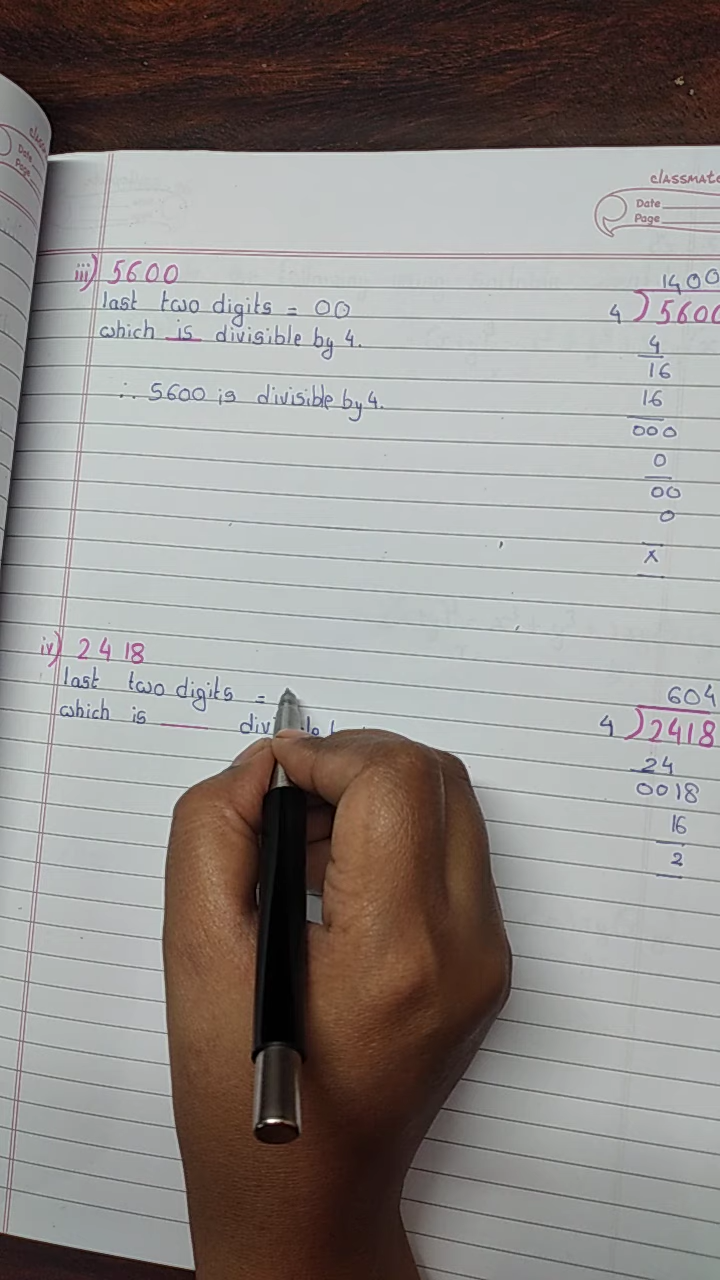 classmate
Date
Page
iii) 5600
last two digits = 00
which is divisible by 4.
∴ 5600 is divisible by 4.
1400
4 ) 5600
4
16
16
000
0
00
0
x
iv) 2418
last two digits =
which is ___
604
4 ) 2418
24
0018
16
2